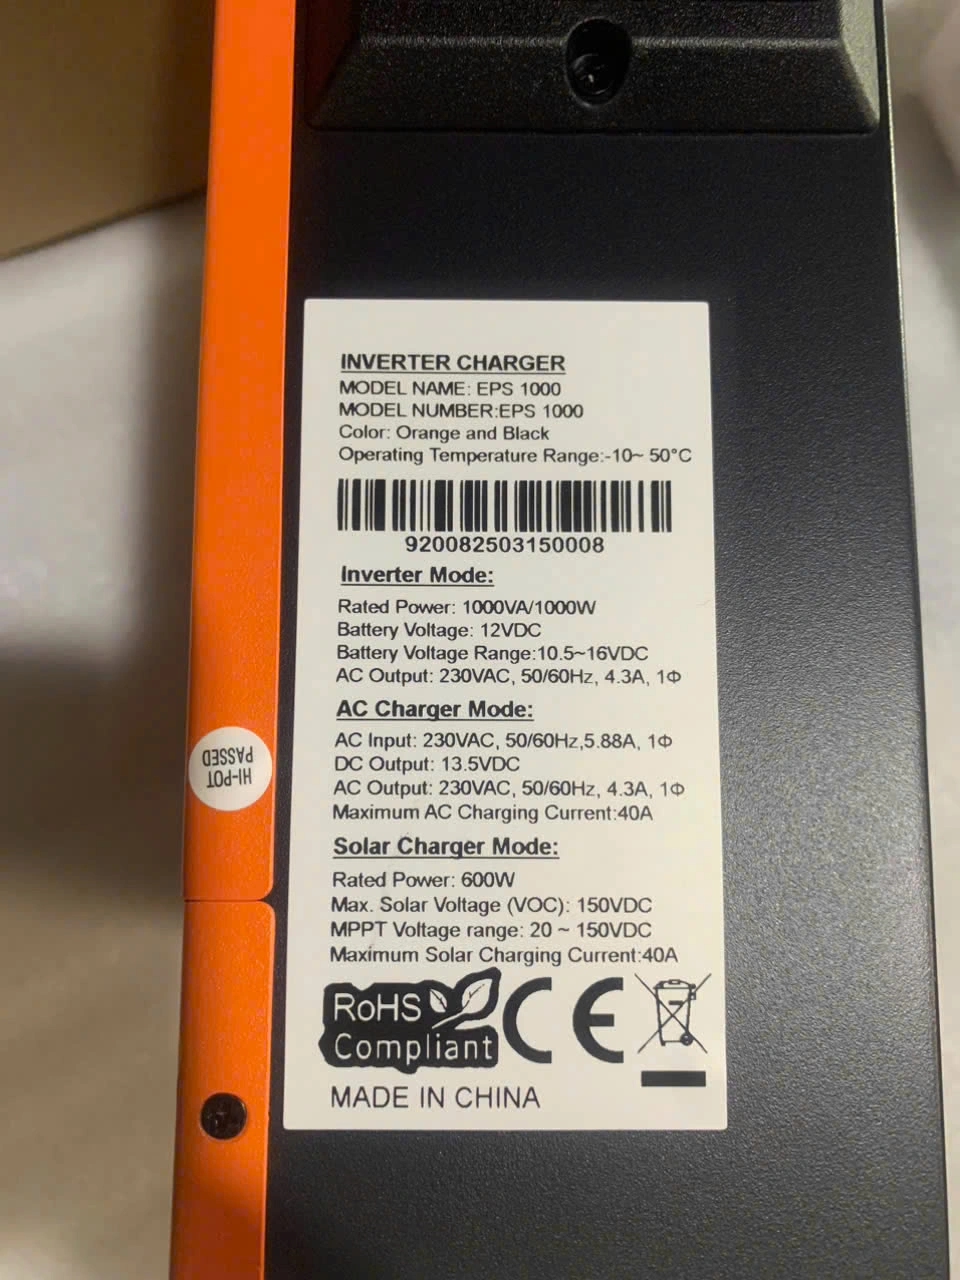 INVERTER CHARGER
MODEL NAME: EPS 1000
MODEL NUMBER:EPS 1000
Color: Orange and Black
Operating Temperature Range:-10~ 50°C
920082503150008
Inverter Mode:
Rated Power: 1000VA/1000W
Battery Voltage: 12VDC
Battery Voltage Range:10.5~16VDC
AC Output: 230VAC, 50/60Hz, 4.3A, 1Φ
AC Charger Mode:
AC Input: 230VAC, 50/60Hz,5.88A, 1Φ
DC Output: 13.5VDC
AC Output: 230VAC, 50/60Hz, 4.3A, 1Φ
Maximum AC Charging Current:40A
Solar Charger Mode:
Rated Power: 600W
Max. Solar Voltage (VOC): 150VDC
MPPT Voltage range: 20 ~ 150VDC
Maximum Solar Charging Current:40A
RoHS
Compliant
CE
MADE IN CHINA
HI-POT
PASSED